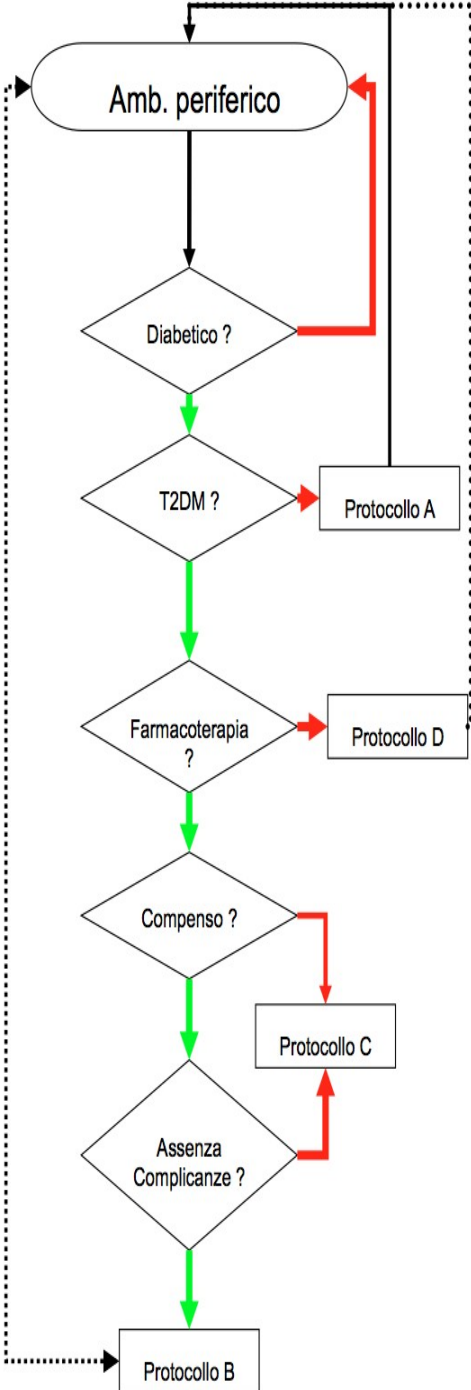 Amb. periferico
Diabetico ?
T2DM ?
Protocollo A
Farmacoterapia
?
Protocollo D
Compenso ?
Protocollo C
Assenza
Complicanze ?
Protocollo B